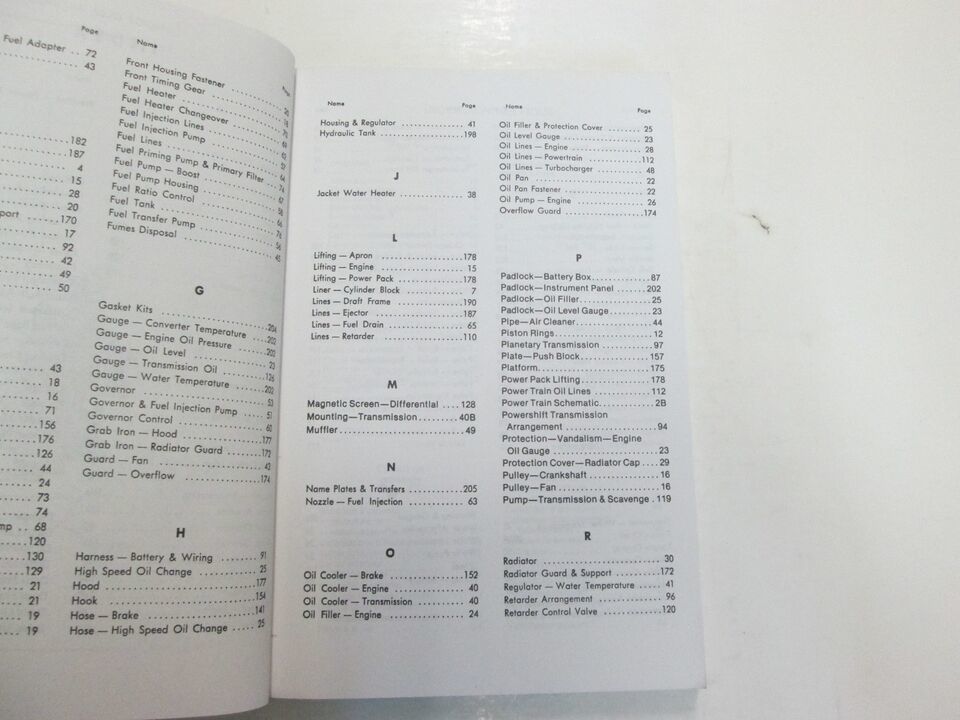 Page
Fuel Adapter .. 72
43
182
187
4
15
28
20
port ...... 170
17
92
42
49
50
43
18
16
71
156
176
126
44
24
73
74
mp .. 68
120
130
129
21
21
19
19
Name
Front Housing Fastener
Front Timing Gear
Fuel Heater
Fuel Heater Changeover
Fuel Injection Lines
Fuel Injection Pump
Fuel Lines
Fuel Priming Pump & Primary Filter
Fuel Pump — Boost
Fuel Pump Housing
Fuel Ratio Control
Fuel Tank
Fuel Transfer Pump
Fumes Disposal
G
Gasket Kits ........ 204
Gauge — Converter Temperature ... 202
Gauge — Engine Oil Pressure ...... 202
Gauge — Oil Level ........ 23
Gauge — Transmission Oil ........ 126
Gauge — Water Temperature ...... 202
Governor ........ 53
Governor & Fuel Injection Pump .... 51
Governor Control ........ 60
Grab Iron — Hood ........ 177
Grab Iron — Radiator Guard ...... 172
Guard — Fan ........ 43
Guard — Overflow ........ 174
H
Harness — Battery & Wiring ........ 91
High Speed Oil Change ........ 25
Hood ........ 177
Hook ........ 154
Hose — Brake ........ 141
Hose — High Speed Oil Change ..... 25
Name Page
Housing & Regulator ........ 41
Hydraulic Tank ........ 198
J
Jacket Water Heater ........ 38
L
Lifting — Apron ........ 178
Lifting — Engine ........ 15
Lifting — Power Pack ........ 178
Liner — Cylinder Block ........ 7
Lines — Draft Frame ........ 190
Lines — Ejector ........ 187
Lines — Fuel Drain ........ 65
Lines — Retarder ........ 110
M
Magnetic Screen—Differential .... 128
Mounting—Transmission ........ 40B
Muffler ........ 49
N
Name Plates & Transfers ........ 205
Nozzle — Fuel Injection ........ 63
O
Oil Cooler — Brake ........ 152
Oil Cooler — Engine ........ 40
Oil Cooler — Transmission ........ 40
Oil Filler — Engine ........ 24
Name Page
Oil Filler & Protection Cover ........ 25
Oil Level Gauge ........ 23
Oil Lines — Engine ........ 28
Oil Lines — Powertrain ........ 112
Oil Lines — Turbocharger ........ 48
Oil Pan ........ 22
Oil Pan Fastener ........ 22
Oil Pump — Engine ........ 26
Overflow Guard ........ 174
P
Padlock—Battery Box ........ 87
Padlock—Instrument Panel ...... 202
Padlock—Oil Filler ........ 25
Padlock—Oil Level Gauge ........ 23
Pipe—Air Cleaner ........ 44
Piston Rings ........ 12
Planetary Transmission ........ 97
Plate—Push Block ........ 157
Platform ........ 175
Power Pack Lifting ........ 178
Power Train Oil Lines ........ 112
Power Train Schematic ........ 2B
Powershift Transmission
Arrangement ........ 94
Protection—Vandalism—Engine
Oil Gauge ........ 23
Protection Cover—Radiator Cap .... 29
Pulley—Crankshaft ........ 16
Pulley—Fan ........ 16
Pump—Transmission & Scavenge . 119
R
Radiator ........ 30
Radiator Guard & Support ........ 172
Regulator — Water Temperature ..... 41
Retarder Arrangement ........ 96
Retarder Control Valve ........ 120